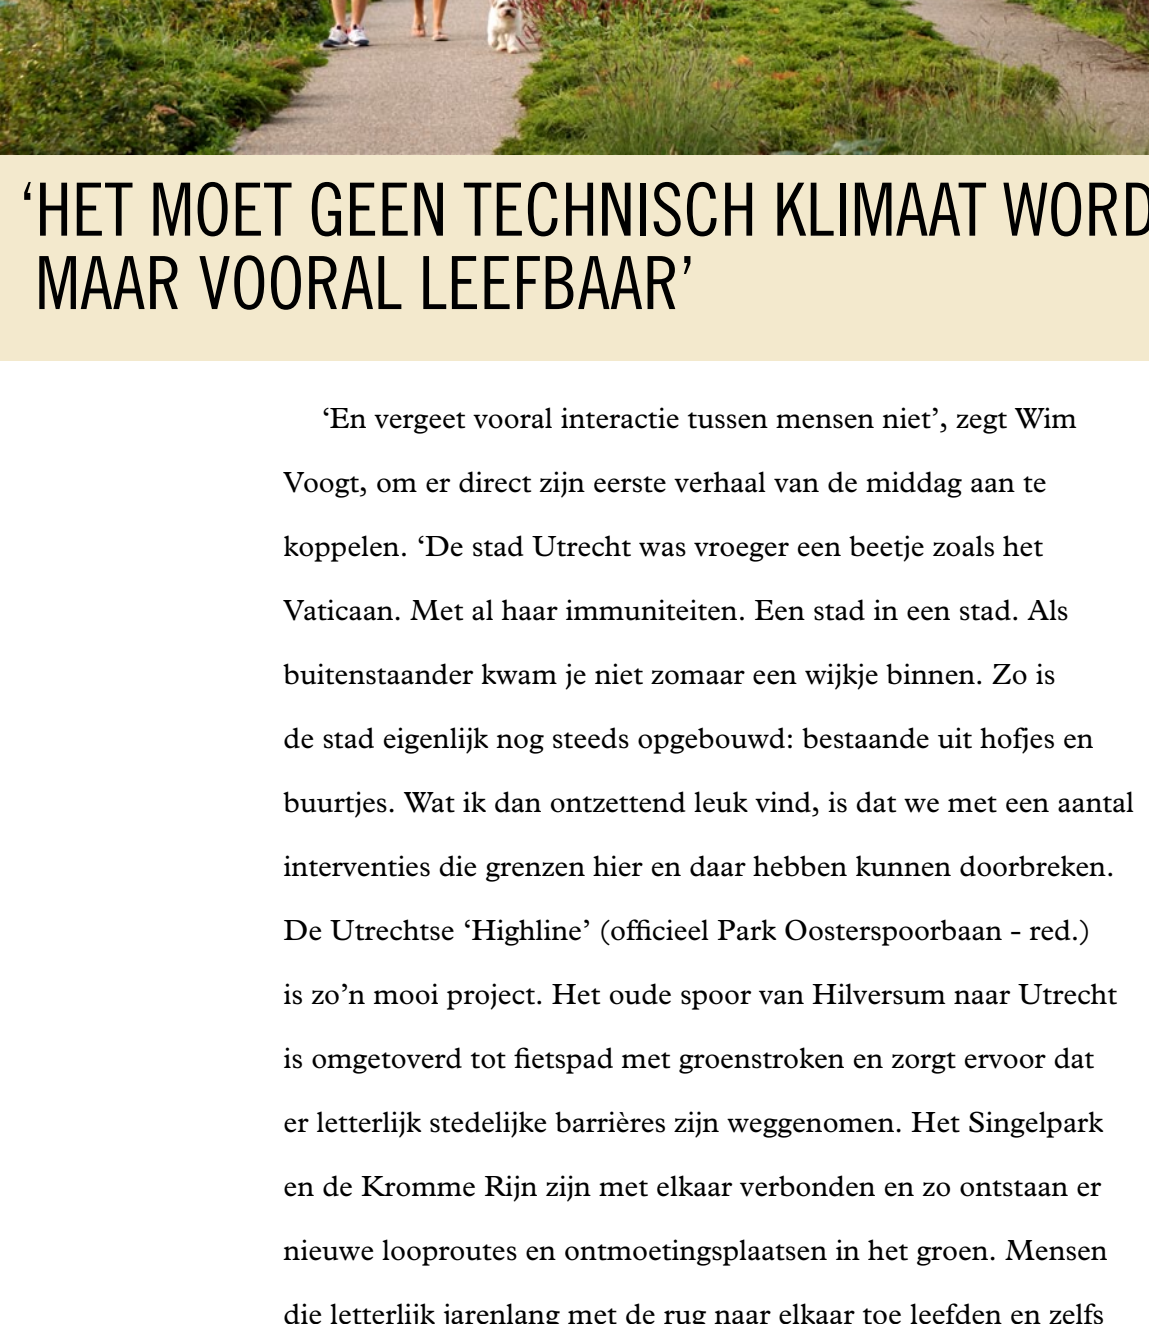 ‘HET MOET GEEN TECHNISCH KLIMAAT WORD
MAAR VOORAL LEEFBAAR’
‘En vergeet vooral interactie tussen mensen niet’, zegt Wim
Voogt, om er direct zijn eerste verhaal van de middag aan te
koppelen. ‘De stad Utrecht was vroeger een beetje zoals het
Vaticaan. Met al haar immuniteiten. Een stad in een stad. Als
buitenstaander kwam je niet zomaar een wijkje binnen. Zo is
de stad eigenlijk nog steeds opgebouwd: bestaande uit hofjes en
buurtjes. Wat ik dan ontzettend leuk vind, is dat we met een aantal
interventies die grenzen hier en daar hebben kunnen doorbreken.
De Utrechtse ‘Highline’ (officieel Park Oosterspoorbaan - red.)
is zo’n mooi project. Het oude spoor van Hilversum naar Utrecht
is omgetoverd tot fietspad met groenstroken en zorgt ervoor dat
er letterlijk stedelijke barrières zijn weggenomen. Het Singelpark
en de Kromme Rijn zijn met elkaar verbonden en zo ontstaan er
nieuwe looproutes en ontmoetingsplaatsen in het groen. Mensen
die letterlijk jarenlang met de rug naar elkaar toe leefden en zelfs